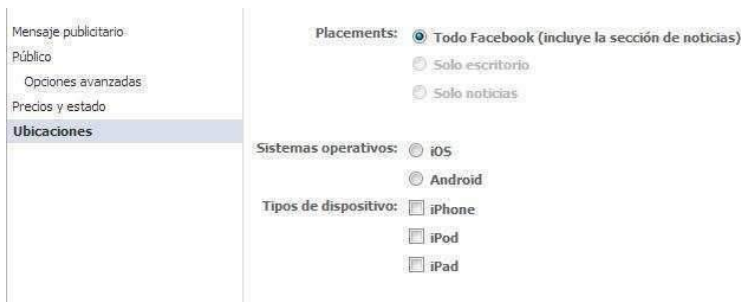 Mensaje publicitario
Público
Opciones avanzadas
Precios y estado
Ubicaciones
Placements: Todo Facebook (incluye la sección de noticias)
Solo escritorio
Solo noticias
Sistemas operativos: iOS
Android
Tipos de dispositivo: iPhone
iPod
iPad